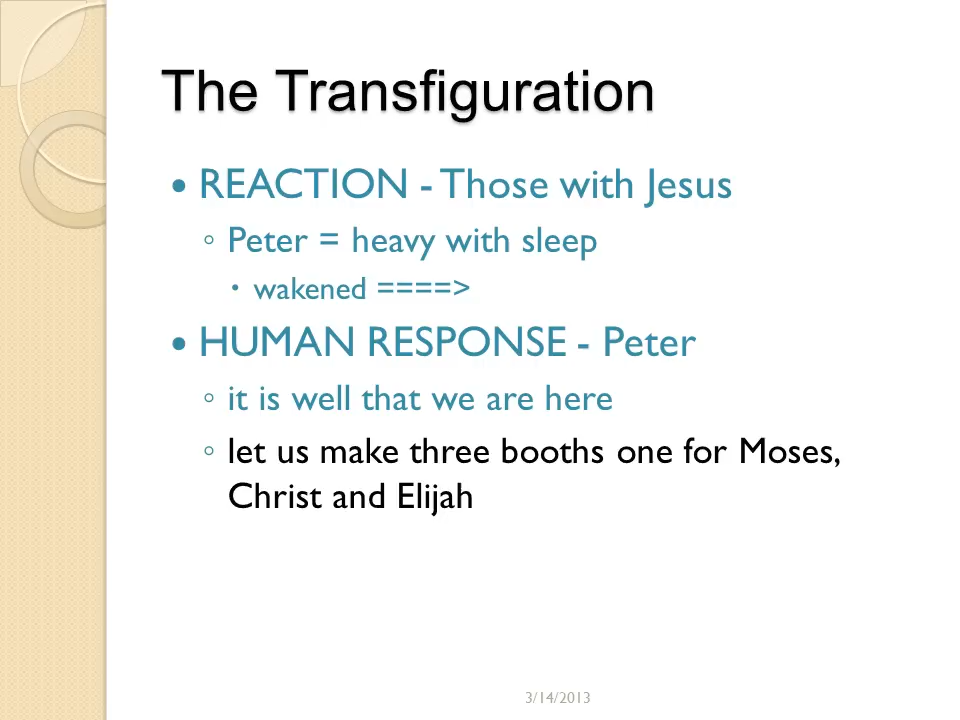 The Transfiguration
• REACTION - Those with Jesus
◦ Peter = heavy with sleep
▪ wakened ====>
• HUMAN RESPONSE - Peter
◦ it is well that we are here
◦ let us make three booths one for Moses,
Christ and Elijah
3/14/2013